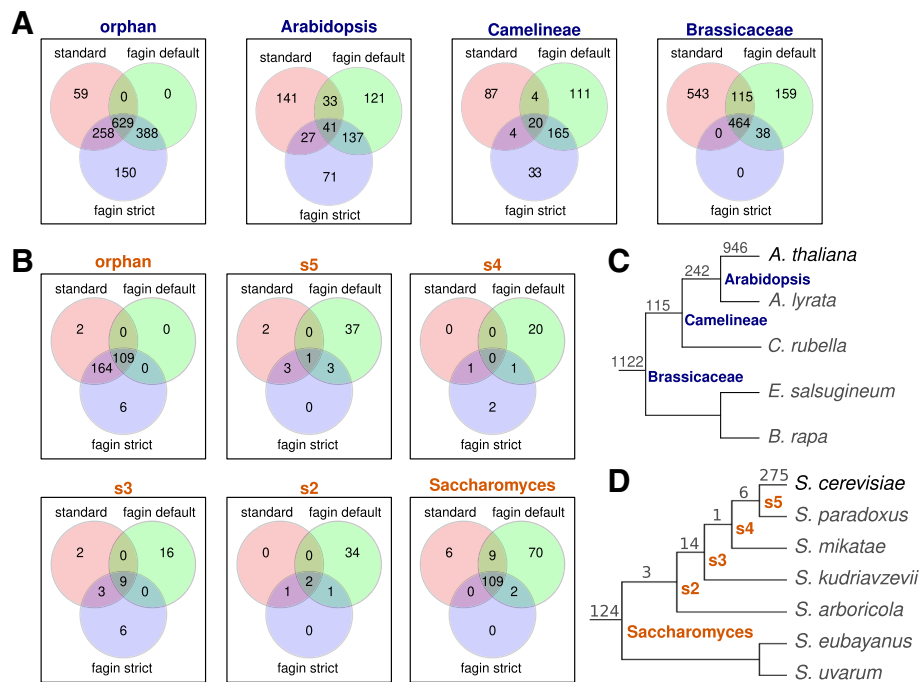 A
orphan
standard fagin default
59 0 0
629
258 388
150
fagin strict
Arabidopsis
standard fagin default
141 33 121
41
27 137
71
fagin strict
Camelineae
standard fagin default
87 4 111
20
4 165
33
fagin strict
Brassicaceae
standard fagin default
543 115 159
464
0 38
0
fagin strict
B
orphan
standard fagin default
2 0 0
109
164 0
6
fagin strict
s5
standard fagin default
2 0 37
1
3 3
0
fagin strict
s4
standard fagin default
0 0 20
0
1 1
2
fagin strict
s3
standard fagin default
2 0 16
9
3 0
6
fagin strict
s2
standard fagin default
0 0 34
2
1 1
0
fagin strict
Saccharomyces
standard fagin default
6 9 70
109
0 2
0
fagin strict
C
946
A. thaliana
242
Arabidopsis
A. lyrata
115
Camelineae
C. rubella
1122
Brassicaceae
E. salsugineum
B. rapa
D
275
S. cerevisiae
6
s5
S. paradoxus
1
s4
S. mikatae
14
s3
S. kudriavzevii
3
s2
S. arboricola
124
Saccharomyces
S. eubayanus
S. uvarum